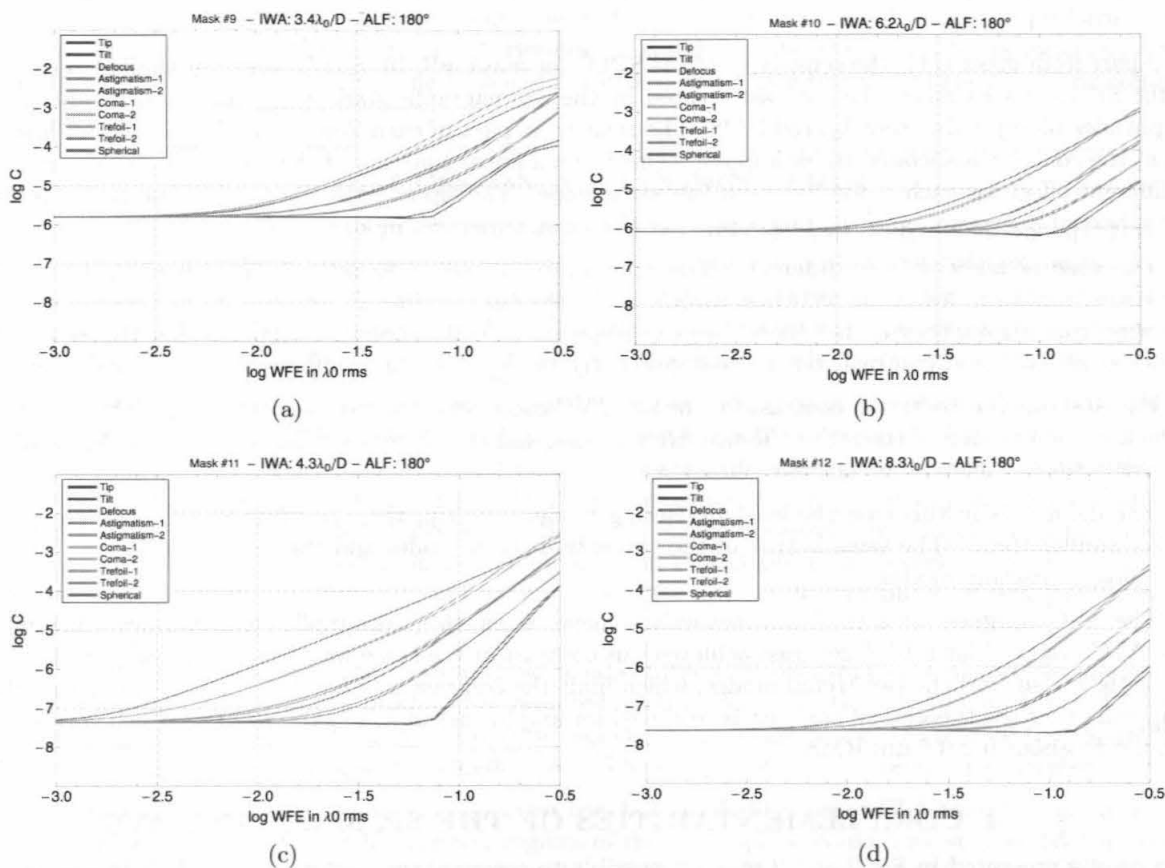 Mask #9 – IWA: 3.4λ₀/D – ALF: 180°
Tip
Tilt
Defocus
Astigmatism-1
Astigmatism-2
Coma-1
Coma-2
Trefoil-1
Trefoil-2
Spherical
log C
-2
-3
-4
-5
-6
-7
-8
-3.0 -2.5 -2.0 -1.5 -1.0 -0.5
log WFE in λ0 rms
(a)
Mask #10 – IWA: 6.2λ₀/D – ALF: 180°
Tip
Tilt
Defocus
Astigmatism-1
Astigmatism-2
Coma-1
Coma-2
Trefoil-1
Trefoil-2
Spherical
log C
-2
-3
-4
-5
-6
-7
-8
-3.0 -2.5 -2.0 -1.5 -1.0 -0.5
log WFE in λ0 rms
(b)
Mask #11 – IWA: 4.3λ₀/D – ALF: 180°
Tip
Tilt
Defocus
Astigmatism-1
Astigmatism-2
Coma-1
Coma-2
Trefoil-1
Trefoil-2
Spherical
log C
-2
-3
-4
-5
-6
-7
-8
-3.0 -2.5 -2.0 -1.5 -1.0 -0.5
log WFE in λ0 rms
(c)
Mask #12 – IWA: 8.3λ₀/D – ALF: 180°
Tip
Tilt
Defocus
Astigmatism-1
Astigmatism-2
Coma-1
Coma-2
Trefoil-1
Trefoil-2
Spherical
log C
-2
-3
-4
-5
-6
-7
-8
-3.0 -2.5 -2.0 -1.5 -1.0 -0.5
log WFE in λ0 rms
(d)